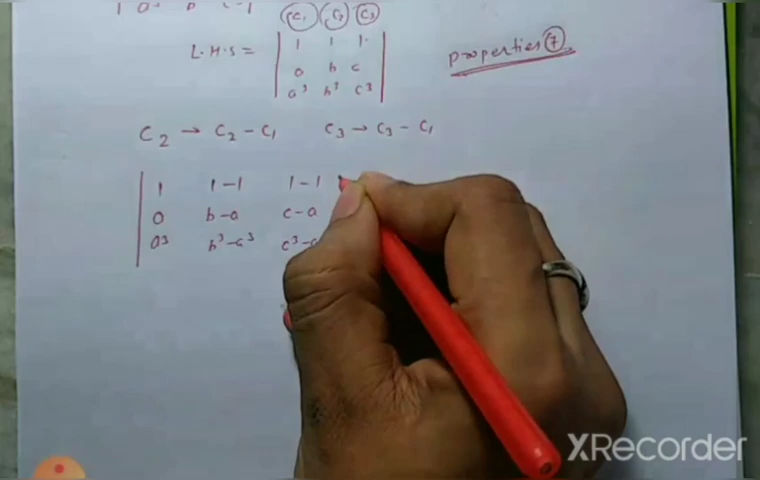 C₁ C₂ C₃
L.H.S = | 1 1 1 |
| a b c |
| a³ b³ c³ |
properties ⑦
C₂ → C₂ - C₁ C₃ → C₃ - C₁
| 1 1-1 1-1
| a b-a c-a
| a³ b³-a³ c³-a
XRecorder